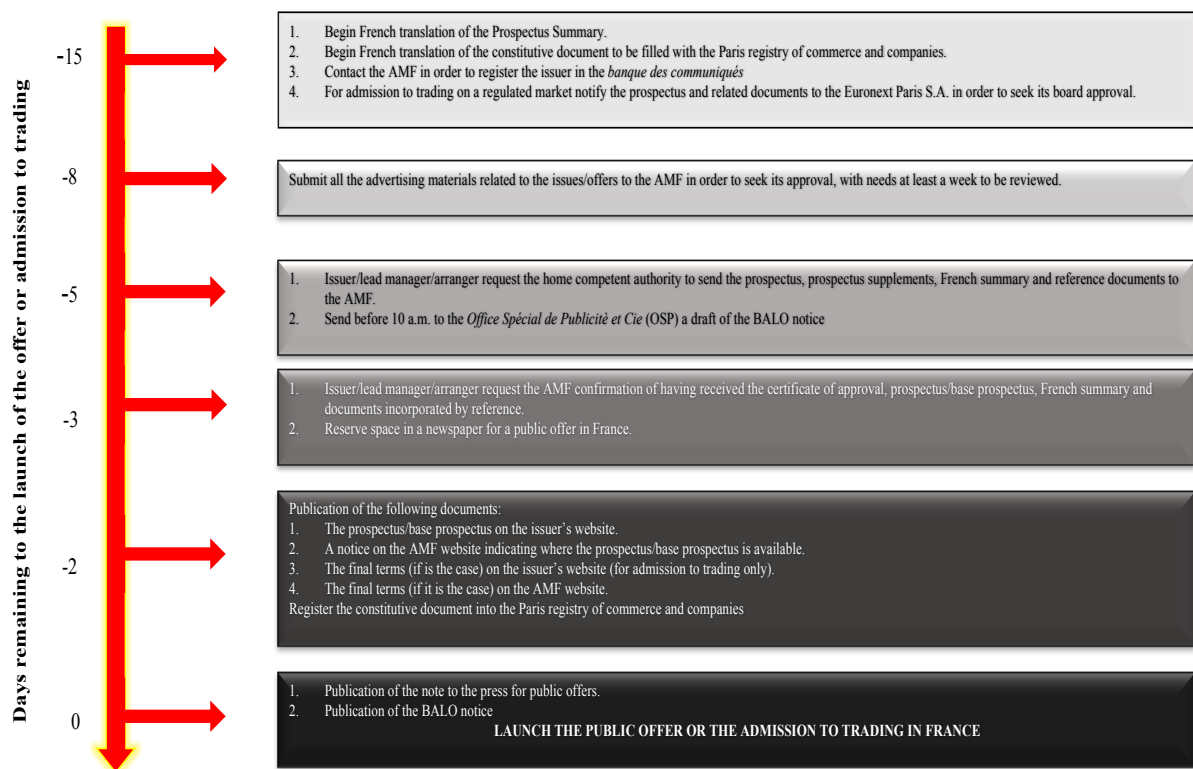 Days remaining to the launch of the offer or admission to trading
-15
1. Begin French translation of the Prospectus Summary.
2. Begin French translation of the constitutive document to be filled with the Paris registry of commerce and companies.
3. Contact the AMF in order to register the issuer in the banque des communiqués
4. For admission to trading on a regulated market notify the prospectus and related documents to the Euronext Paris S.A. in order to seek its board approval.
-8
Submit all the advertising materials related to the issues/offers to the AMF in order to seek its approval, with needs at least a week to be reviewed.
-5
1. Issuer/lead manager/arranger request the home competent authority to send the prospectus, prospectus supplements, French summary and reference documents to
the AMF.
2. Send before 10 a.m. to the Office Spécial de Publicitè et Cie (OSP) a draft of the BALO notice
-3
1. Issuer/lead manager/arranger request the AMF confirmation of having received the certificate of approval, prospectus/base prospectus, French summary and
documents incorporated by reference.
2. Reserve space in a newspaper for a public offer in France.
-2
Publication of the following documents:
1. The prospectus/base prospectus on the issuer's website.
2. A notice on the AMF website indicating where the prospectus/base prospectus is available.
3. The final terms (if is the case) on the issuer's website (for admission to trading only).
4. The final terms (if it is the case) on the AMF website.
Register the constitutive document into the Paris registry of commerce and companies
0
1. Publication of the note to the press for public offers.
2. Publication of the BALO notice
LAUNCH THE PUBLIC OFFER OR THE ADMISSION TO TRADING IN FRANCE